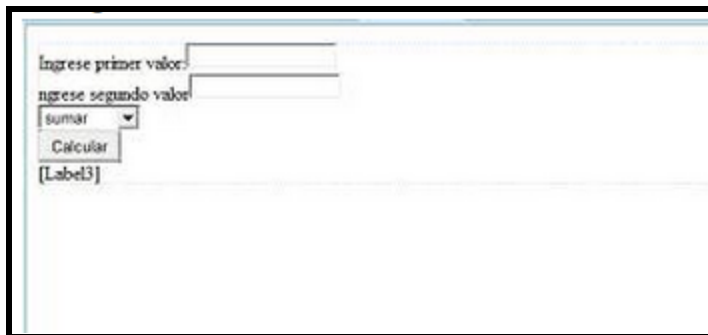 Ingrese primer valor:
ngrese segundo valor
sumar
Calcular
[Label3]